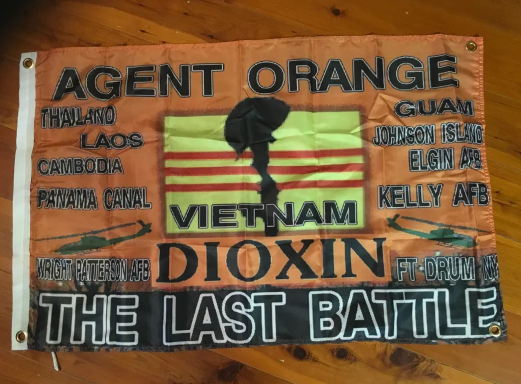 AGENT ORANGE
THAILAND
LAOS
CAMBODIA
PANAMA CANAL
GUAM
JOHNSON ISLAND
ELGIN AFB
KELLY AFB
VIETNAM
WRIGHT PATTERSON AFB
DIOXIN
FT-DRUM NY
THE LAST BATTLE